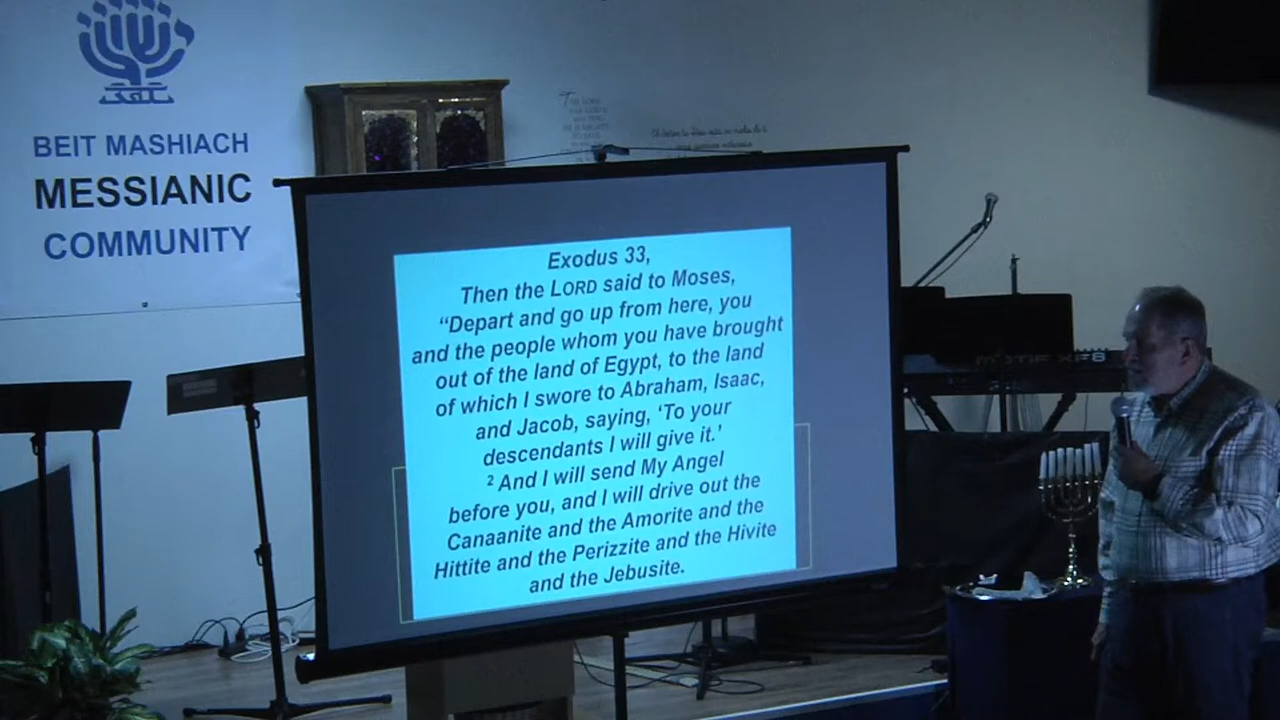 BEIT MASHIACH
MESSIANIC
COMMUNITY
Exodus 33,
Then the LORD said to Moses,
“Depart and go up from here, you
and the people whom you have brought
out of the land of Egypt, to the land
of which I swore to Abraham, Isaac,
and Jacob, saying, ‘To your
descendants I will give it.’
2 And I will send My Angel
before you, and I will drive out the
Canaanite and the Amorite and the
Hittite and the Perizzite and the Hivite
and the Jebusite.
MOTIF XF8